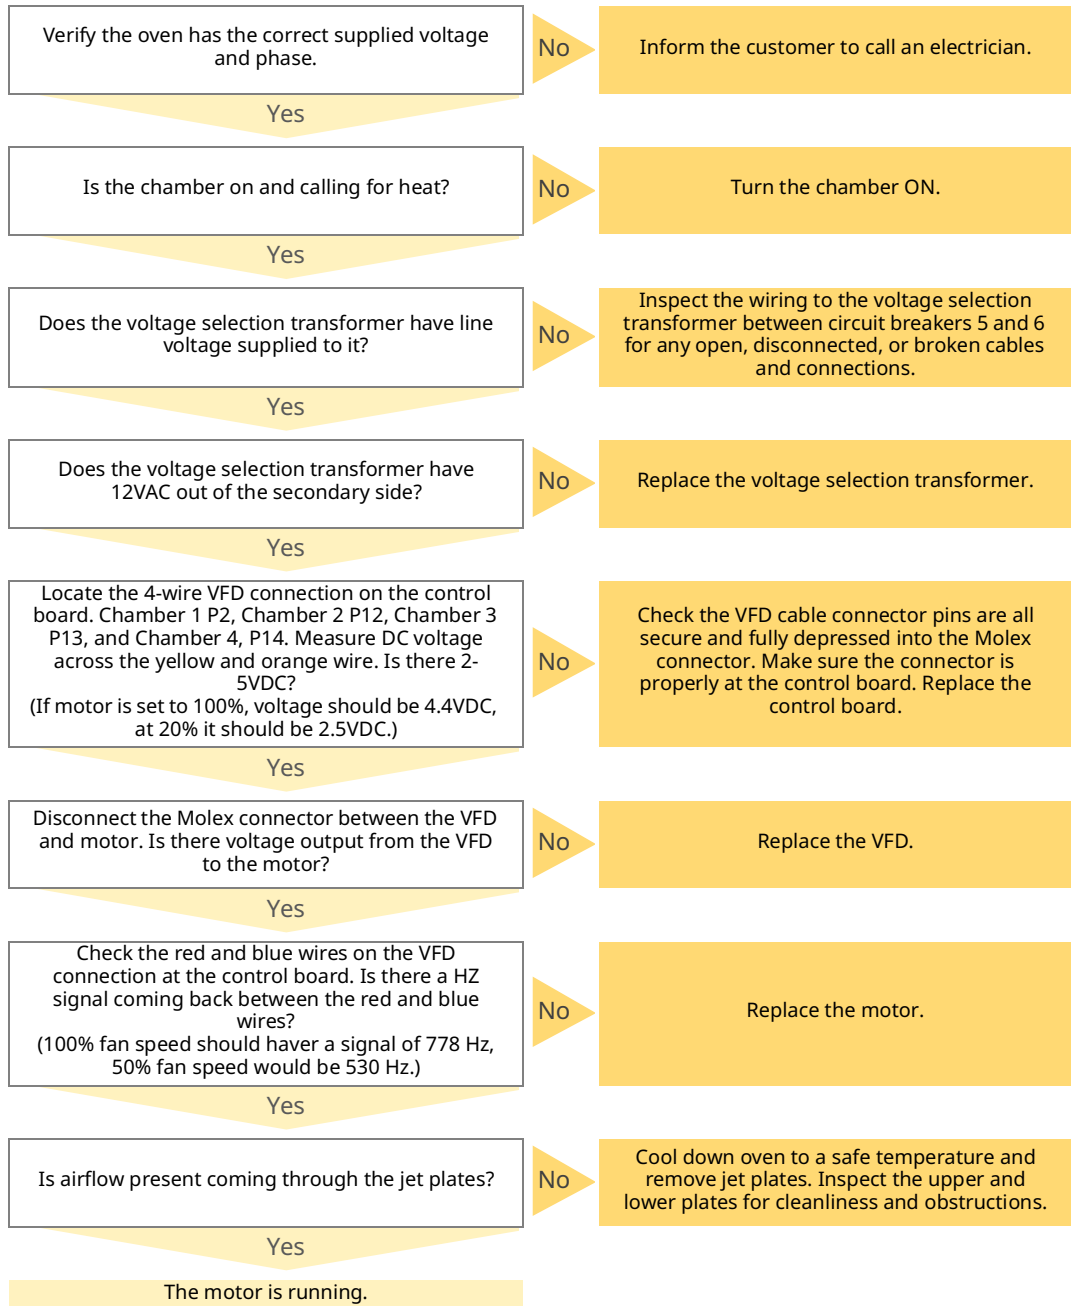 Verify the oven has the correct supplied voltage
and phase.
No
Inform the customer to call an electrician.
Yes
Is the chamber on and calling for heat?
No
Turn the chamber ON.
Yes
Does the voltage selection transformer have line
voltage supplied to it?
No
Inspect the wiring to the voltage selection
transformer between circuit breakers 5 and 6
for any open, disconnected, or broken cables
and connections.
Yes
Does the voltage selection transformer have
12VAC out of the secondary side?
No
Replace the voltage selection transformer.
Yes
Locate the 4-wire VFD connection on the control
board. Chamber 1 P2, Chamber 2 P12, Chamber 3
P13, and Chamber 4, P14. Measure DC voltage
across the yellow and orange wire. Is there 2-
5VDC?
(If motor is set to 100%, voltage should be 4.4VDC,
at 20% it should be 2.5VDC.)
No
Check the VFD cable connector pins are all
secure and fully depressed into the Molex
connector. Make sure the connector is
properly at the control board. Replace the
control board.
Yes
Disconnect the Molex connector between the VFD
and motor. Is there voltage output from the VFD
to the motor?
No
Replace the VFD.
Yes
Check the red and blue wires on the VFD
connection at the control board. Is there a HZ
signal coming back between the red and blue
wires?
(100% fan speed should haver a signal of 778 Hz,
50% fan speed would be 530 Hz.)
No
Replace the motor.
Yes
Is airflow present coming through the jet plates?
No
Cool down oven to a safe temperature and
remove jet plates. Inspect the upper and
lower plates for cleanliness and obstructions.
Yes
The motor is running.